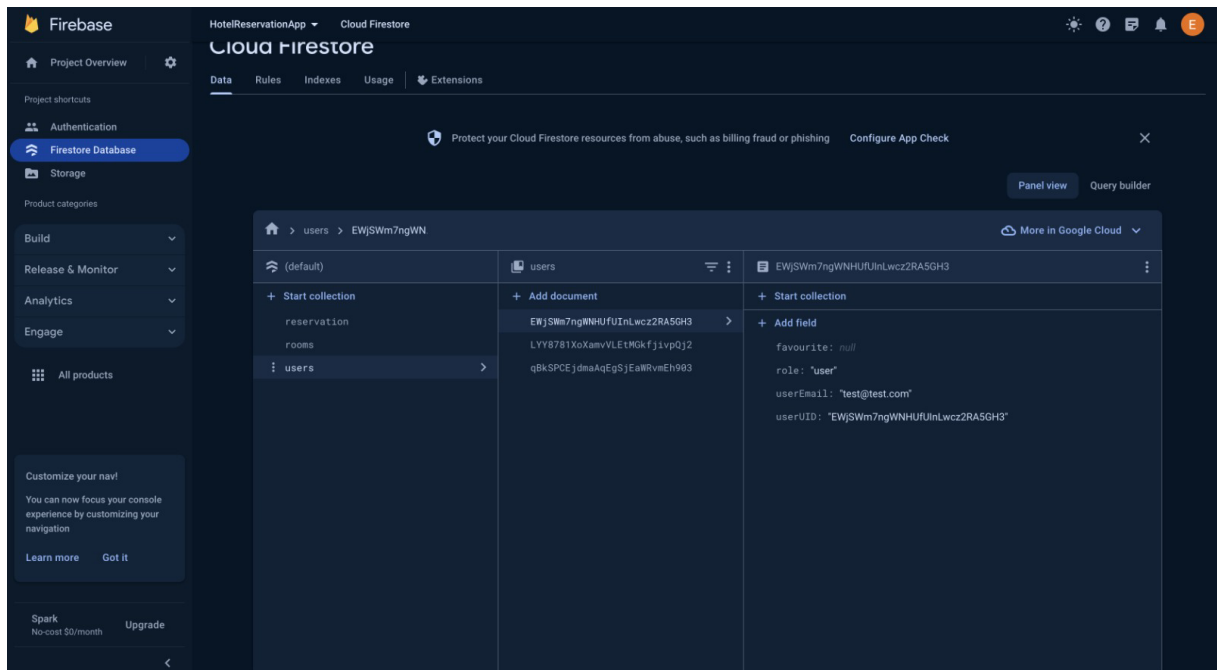 Firebase
HotelReservationApp
Cloud Firestore
E
Project Overview
Project shortcuts
Authentication
Firestore Database
Storage
Product categories
Build
Release & Monitor
Analytics
Engage
All products
Customize your nav!
You can now focus your console
experience by customizing your
navigation
Learn more Got it
Spark
No-cost $0/month
Upgrade
Cloud Firestore
Data Rules Indexes Usage Extensions
Protect your Cloud Firestore resources from abuse, such as billing fraud or phishing Configure App Check
Panel view Query builder
> users > EWjSWm7ngWN.
More in Google Cloud
(default)
+ Start collection
reservation
rooms
users
users
+ Add document
EWjSWm7ngWNHUfUInLwcz2RA5GH3
LYY8781XoXamvVLEtMGkfjivpQj2
qBkSPCEjdmaAqEgSjEaWRvmEh903
EWjSWm7ngWNHUfUInLwcz2RA5GH3
+ Start collection
+ Add field
favourite: null
role: "user"
userEmail: "test@test.com"
userUID: "EWjSWm7ngWNHUfUInLwcz2RA5GH3"